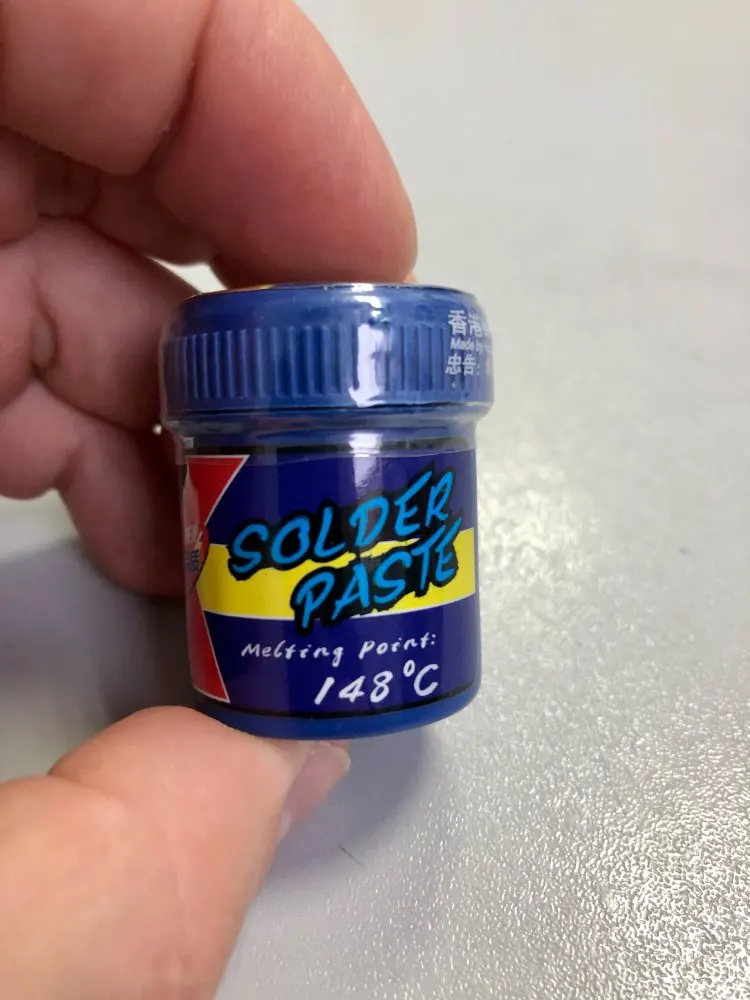 香港
Made by
忠告:
SOLDER
PASTE
Melting Point:
148°C